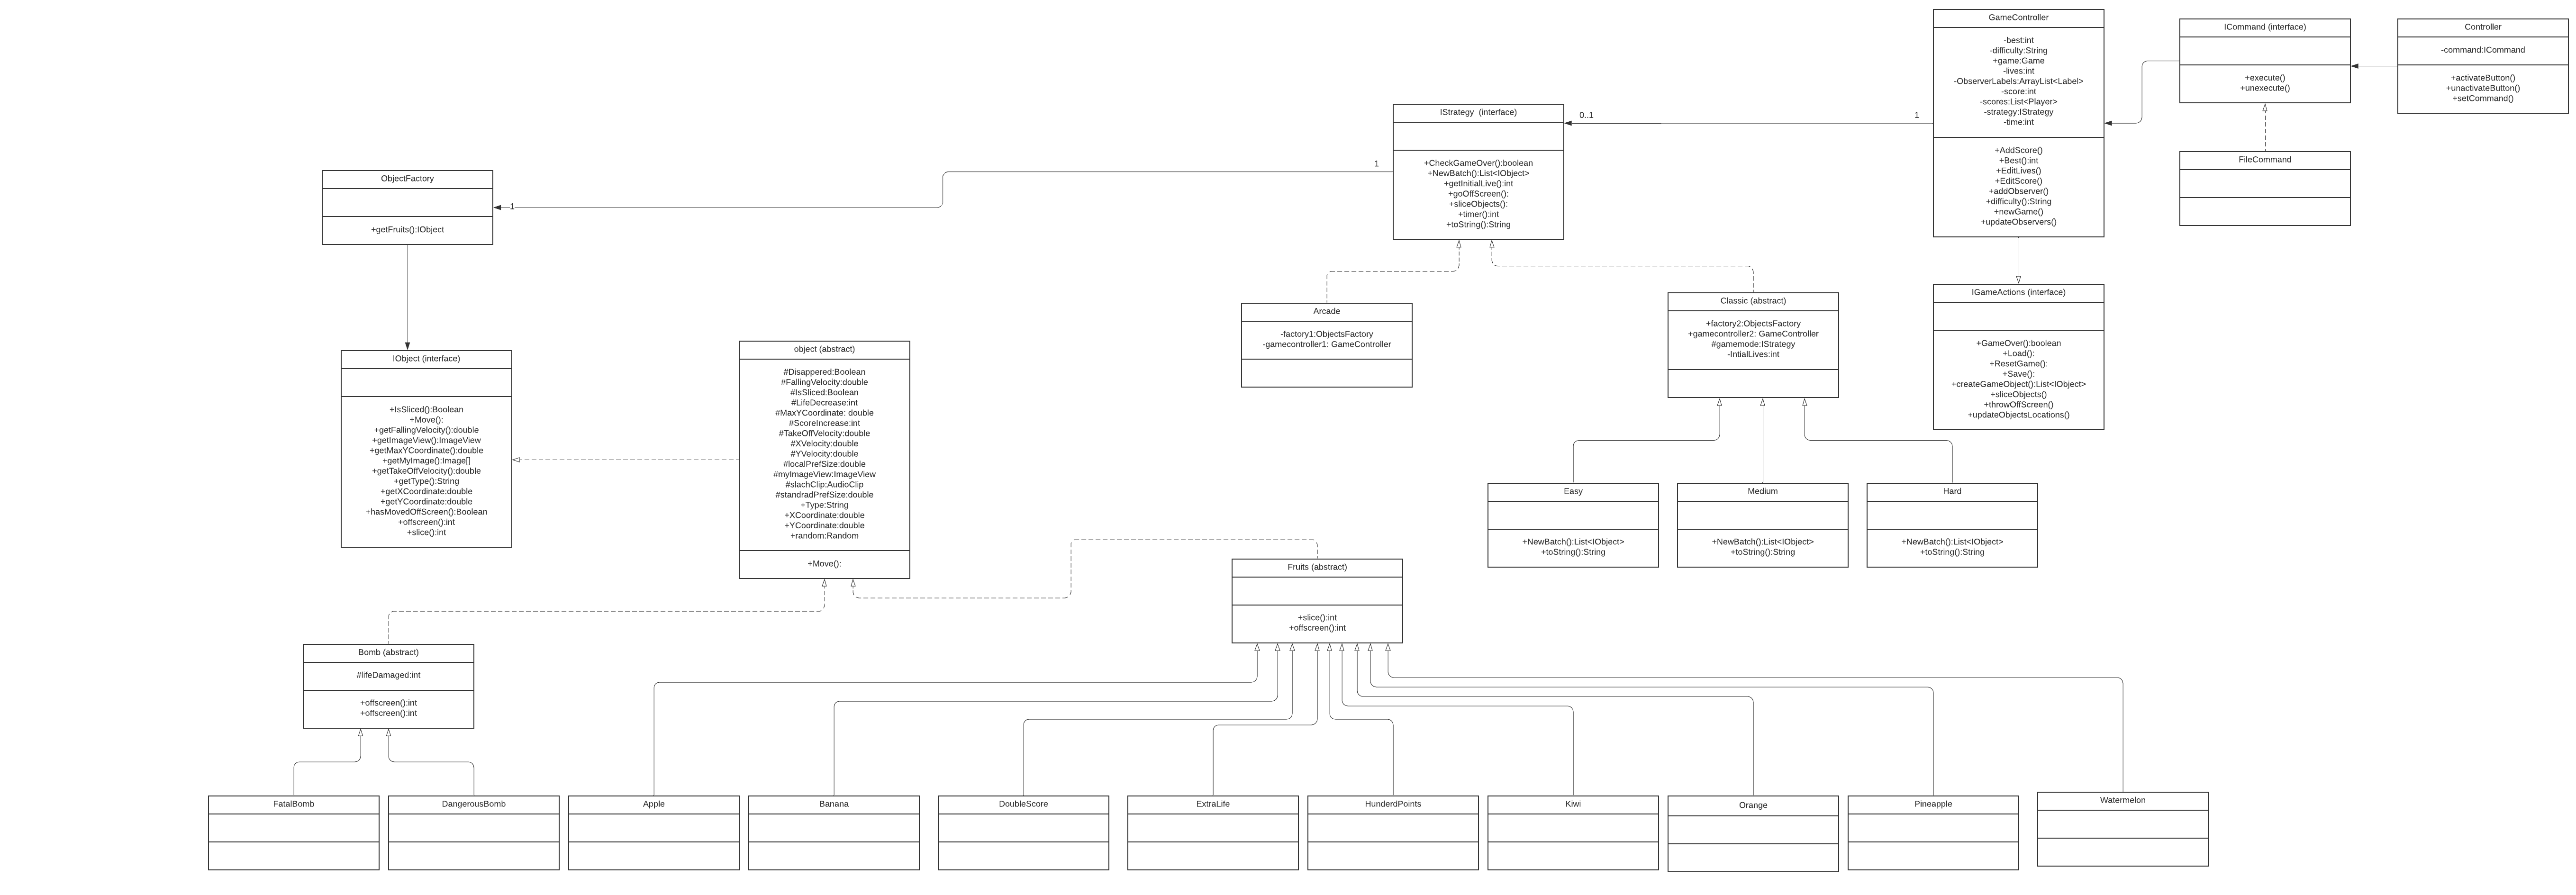 GameController
-best:int
-difficulty:String
+game:Game
-lives:int
-ObserverLabels:ArrayList<Label>
-score:int
-scores:List<Player>
-strategy:IStrategy
-time:int
+AddScore()
+Best():int
+EditLives()
+EditScore()
+addObserver()
+difficulty():String
+newGame()
+updateObservers()
ICommand (interface)
+execute()
+unexecute()
Controller
-command:ICommand
+activateButton()
+unactivateButton()
+setCommand()
FileCommand
IStrategy (interface)
+CheckGameOver():boolean
+NewBatch():List<IObject>
+getInitialLive():int
+goOffScreen():
+sliceObjects():
+timer():int
+toString():String
0..1
1
1
1
ObjectFactory
+getFruits():IObject
IGameActions (interface)
+GameOver():boolean
+Load():
+ResetGame():
+Save():
+createGameObject():List<IObject>
+sliceObjects()
+throwOffScreen()
+updateObjectsLocations()
Arcade
-factory1:ObjectsFactory
-gamecontroller1: GameController
Classic (abstract)
+factory2:ObjectsFactory
+gamecontroller2: GameController
#gamemode:IStrategy
-IntialLives:int
IObject (interface)
+IsSliced():Boolean
+Move():
+getFallingVelocity():double
+getImageView():ImageView
+getMaxYCoordinate():double
+getMyImage():Image[]
+getTakeOffVelocity():double
+getType():String
+getXCoordinate:double
+getYCoordinate:double
+hasMovedOffScreen():Boolean
+offscreen():int
+slice():int
object (abstract)
#Disappered:Boolean
#FallingVelocity:double
#IsSliced:Boolean
#LifeDecrease:int
#MaxYCoordinate: double
#ScoreIncrease:int
#TakeOffVelocity:double
#XVelocity:double
#YVelocity:double
#localPrefSize:double
#myImageView:ImageView
#slachClip:AudioClip
#standradPrefSize:double
+Type:String
+XCoordinate:double
+YCoordinate:double
+random:Random
+Move():
Easy
+NewBatch():List<IObject>
+toString():String
Medium
+NewBatch():List<IObject>
+toString():String
Hard
+NewBatch():List<IObject>
+toString():String
Fruits (abstract)
+slice():int
+offscreen():int
Bomb (abstract)
#lifeDamaged:int
+offscreen():int
+offscreen():int
FatalBomb
DangerousBomb
Apple
Banana
DoubleScore
ExtraLife
HunderdPoints
Kiwi
Orange
Pineapple
Watermelon